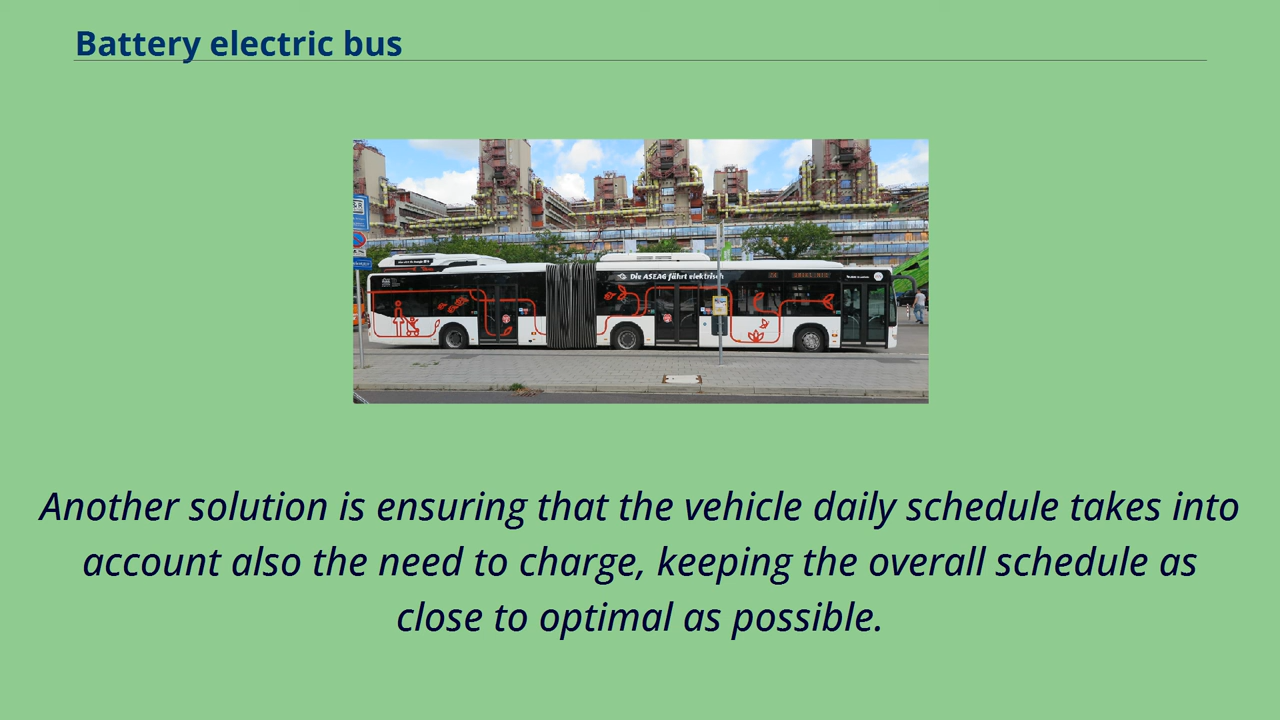 Battery electric bus
Die ASEAG fährt elektrisch
Another solution is ensuring that the vehicle daily schedule takes into
account also the need to charge, keeping the overall schedule as
close to optimal as possible.